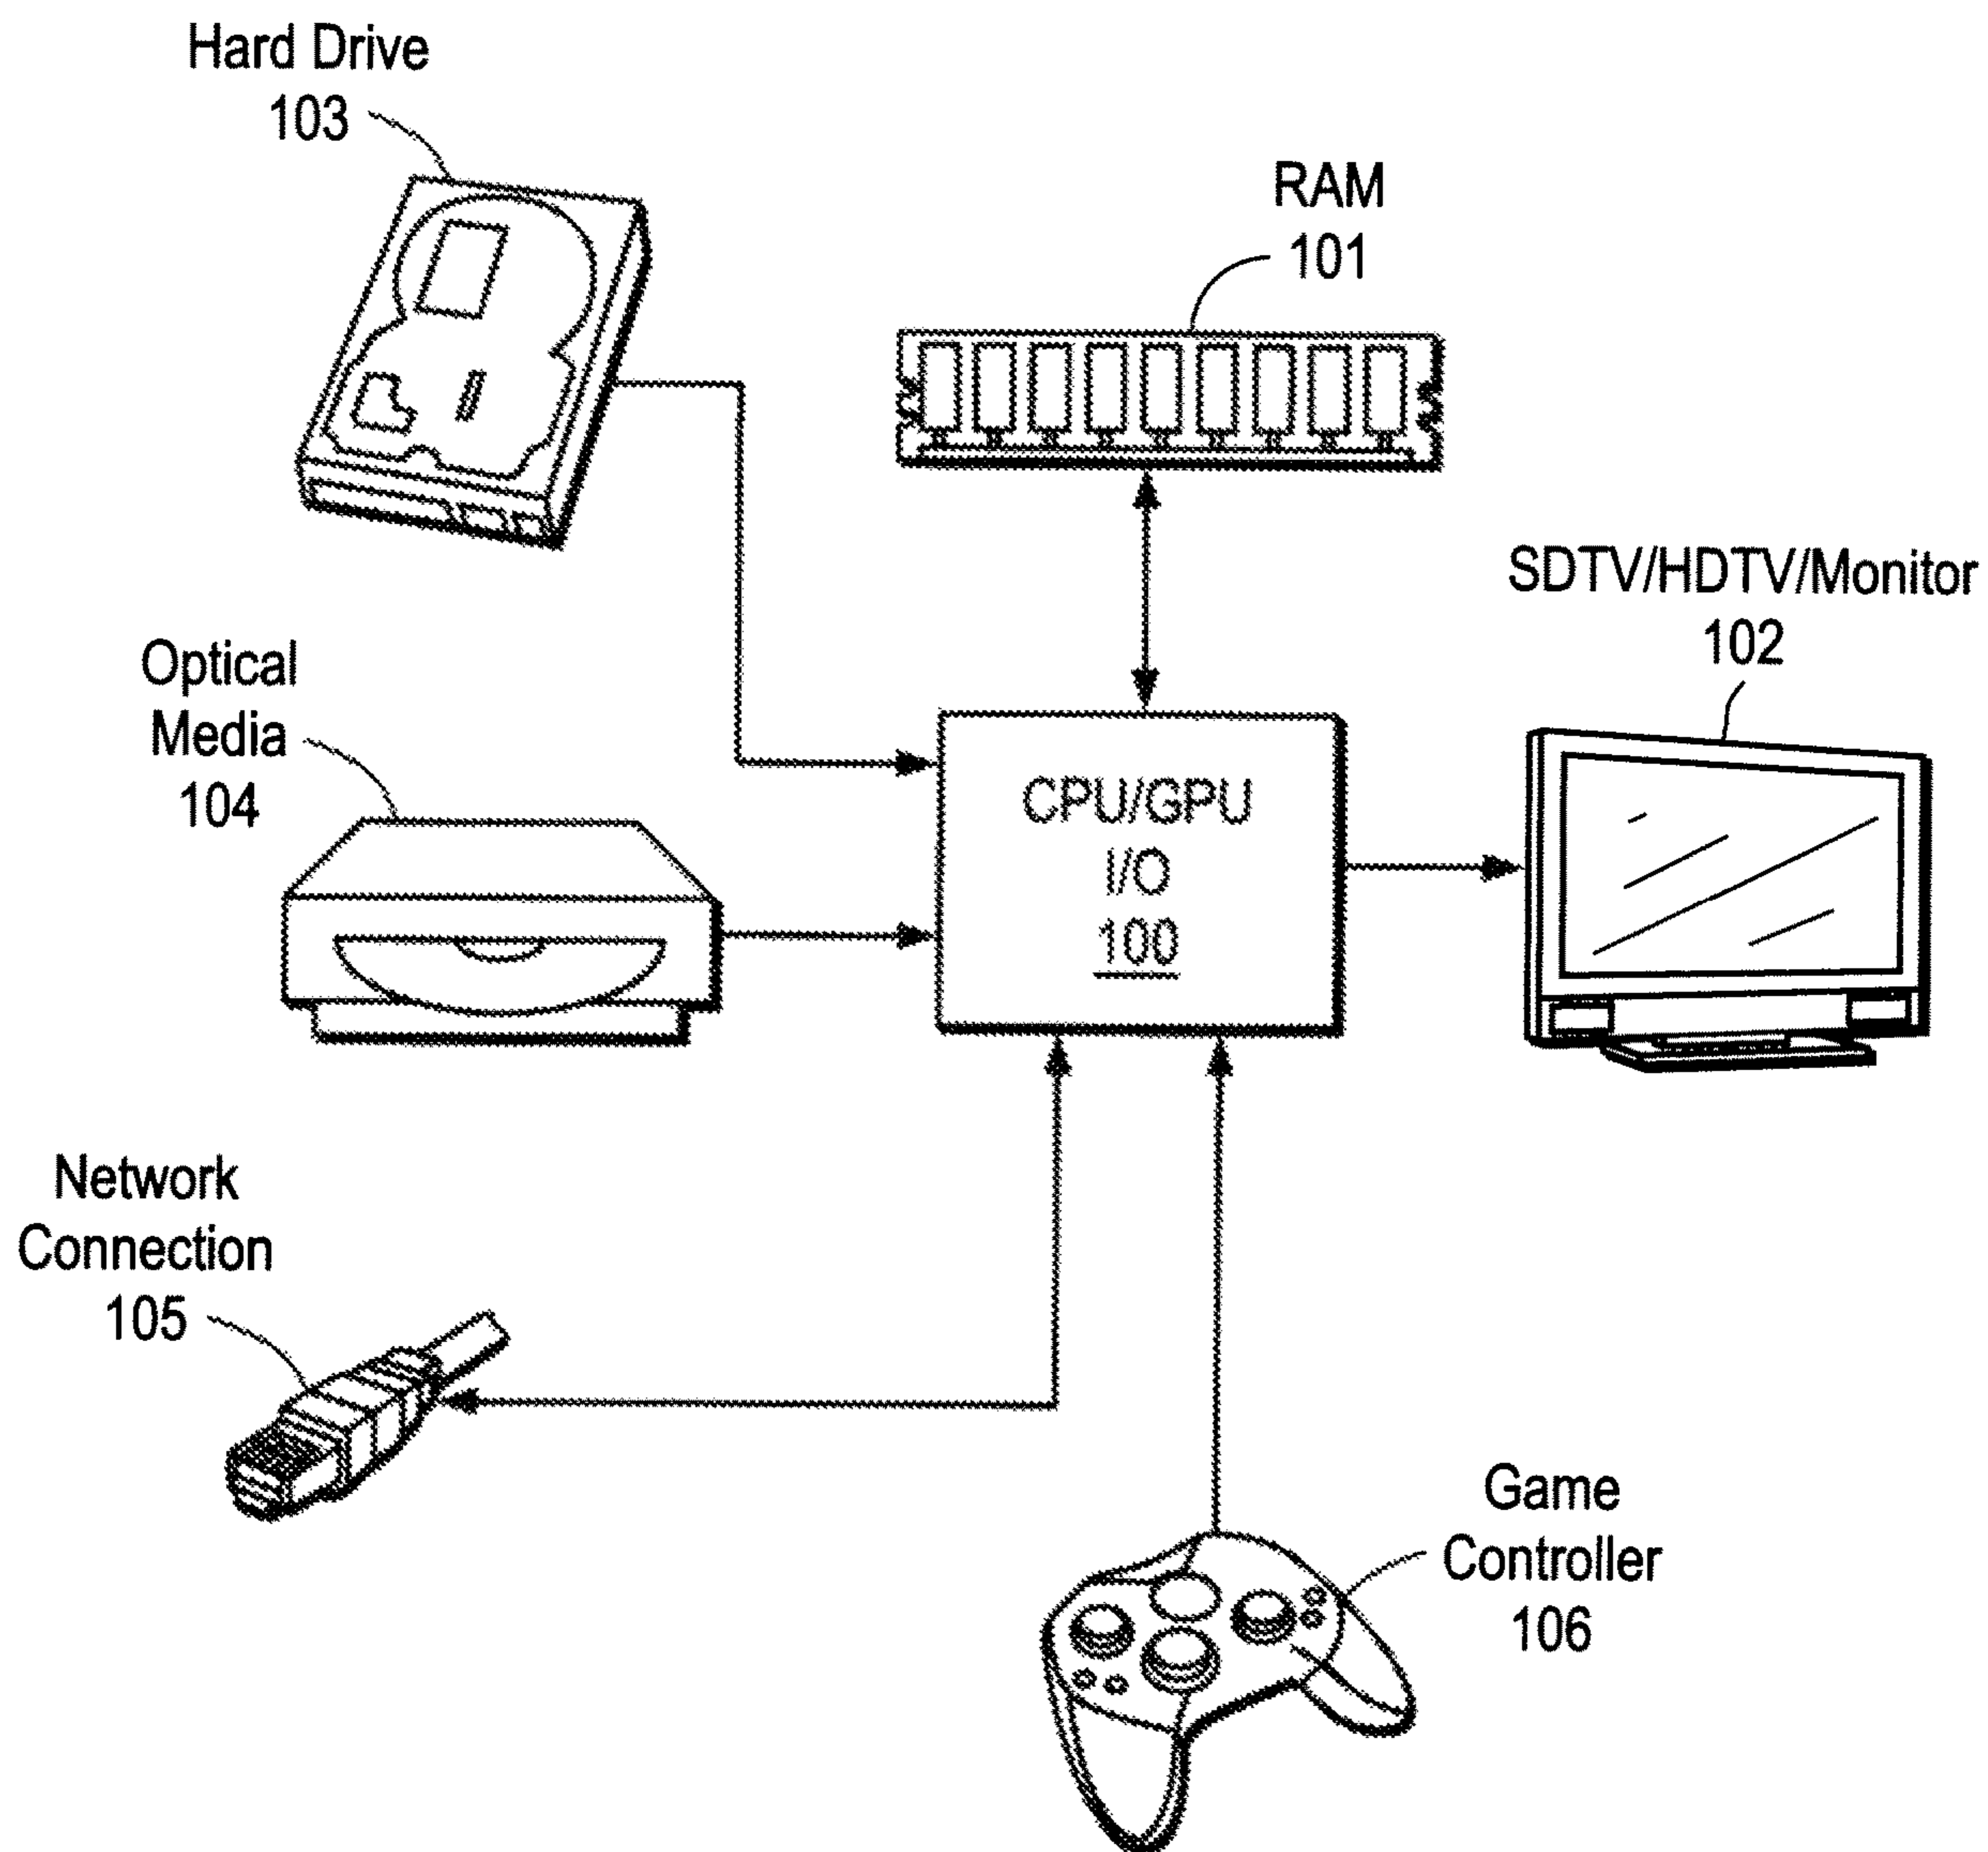 Hard Drive
103
RAM
101
SDTV/HDTV/Monitor
102
Optical
Media
104
CPU/GPU
I/O
100
Network
Connection
105
Game
Controller
106